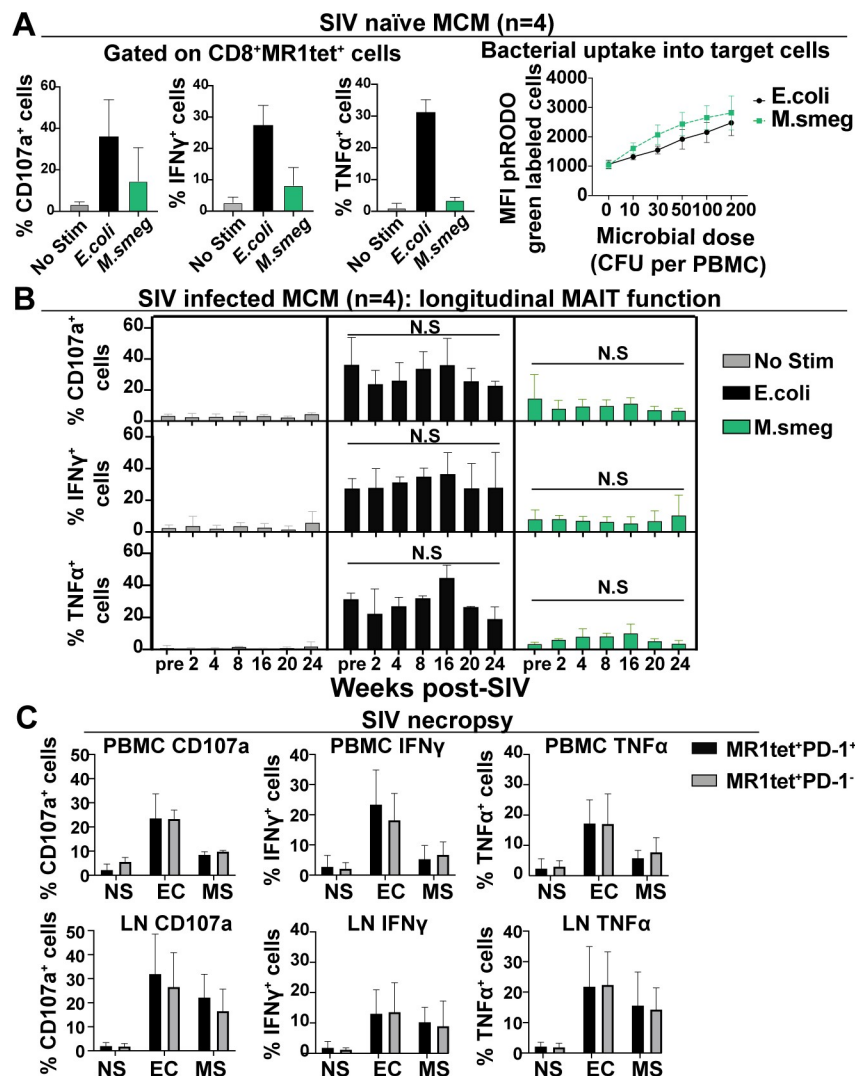 A
SIV naïve MCM (n=4)
Gated on CD8⁺MR1tet⁺ cells
% CD107a⁺ cells
60
40
20
0
No Stim
E.coli
M.smeg
% IFNγ⁺ cells
60
40
20
0
No Stim
E.coli
M.smeg
% TNFα⁺ cells
40
30
20
10
0
No Stim
E.coli
M.smeg
Bacterial uptake into target cells
MFI phRODO
green labeled cells
4000
3000
2000
1000
0
0 10 30 50 100 200
Microbial dose
(CFU per PBMC)
E.coli
M.smeg
B
SIV infected MCM (n=4): longitudinal MAIT function
% CD107a⁺
cells
60
40
20
0
N.S
N.S
% IFNγ⁺
cells
60
40
20
0
N.S
N.S
% TNFα⁺
cells
60
40
20
0
N.S
N.S
pre 2 4 8 16 20 24
pre 2 4 8 16 20 24
pre 2 4 8 16 20 24
Weeks post-SIV
No Stim
E.coli
M.smeg
C
SIV necropsy
PBMC CD107a
% CD107a⁺ cells
50
40
30
20
10
0
NS EC MS
PBMC IFNγ
% IFNγ⁺ cells
40
30
20
10
0
NS EC MS
PBMC TNFα
% TNFα⁺ cells
40
30
20
10
0
NS EC MS
MR1tet⁺PD-1⁺
MR1tet⁺PD-1⁻
LN CD107a
% CD107a⁺ cells
50
40
30
20
10
0
NS EC MS
LN IFNγ
% IFNγ⁺ cells
40
30
20
10
0
NS EC MS
LN TNFα
% TNFα⁺ cells
40
30
20
10
0
NS EC MS